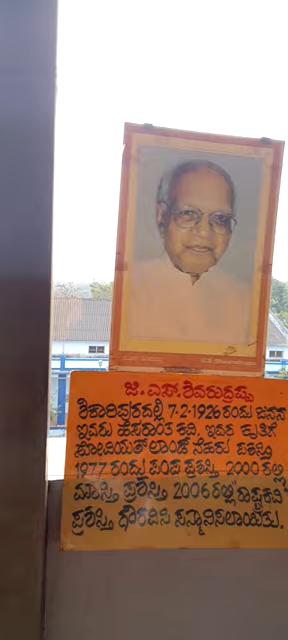 ಜಿ. ಎಸ್. ಶಿವರುದ್ರಪ್ಪ
ಶಿಕಾರಿಪುರದಲ್ಲಿ 7-2-1926 ರಂದು ಜನನ
ಇವರು ಹೆಸರಾಂತ ಕವಿ, ಇವರ ಕೃತಿಗೆ
ಸೋವಿಯತ್ ಲ್ಯಾಂಡ್ ನೆಹರು ಪ್ರಶಸ್ತಿ
1977 ರಂದು ಪಂಪ ಪ್ರಶಸ್ತಿ 2000 ರಲ್ಲಿ
ಮಾಸ್ತಿ ಪ್ರಶಸ್ತಿ 2006 ರಲ್ಲಿ ರಾಷ್ಟ್ರಕವಿ
ಪ್ರಶಸ್ತಿ ಗೌರವಿಸಿ ಸನ್ಮಾನಿಸಲಾಯಿತು.